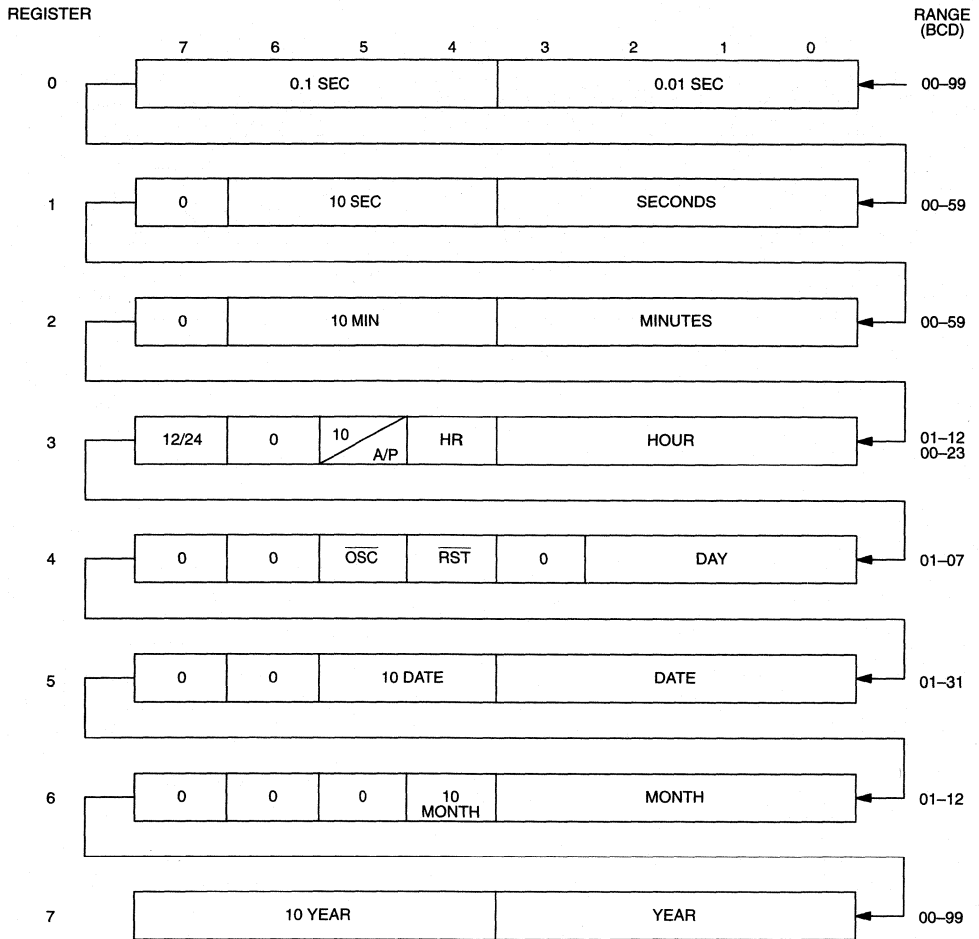 REGISTER
RANGE
(BCD)
7 6 5 4 3 2 1 0
0 0.1 SEC 0.01 SEC 00–99
1 0 10 SEC SECONDS 00–59
2 0 10 MIN MINUTES 00–59
3 12/24 0 10 A/P HR HOUR 01–12
00–23
4 0 0 OSC RST 0 DAY 01–07
5 0 0 10 DATE DATE 01–31
6 0 0 0 10 MONTH MONTH 01–12
7 10 YEAR YEAR 00–99